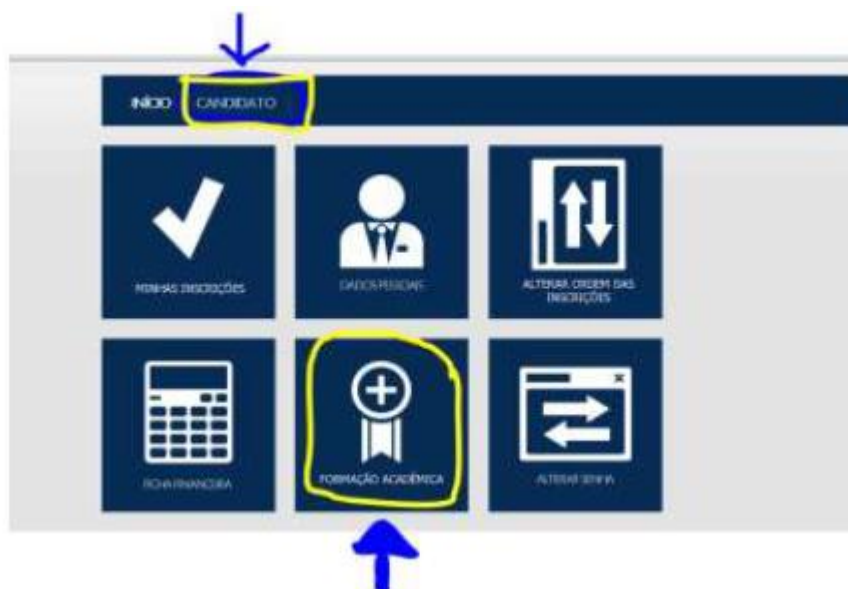 INÍCIO CANDIDATO
MINHAS INSCRIÇÕES
DADOS PESSOAIS
ALTERAR ORDEM DAS
INSCRIÇÕES
FICHA FINANCEIRA
FORMAÇÃO ACADÊMICA
ALTERAR SENHA